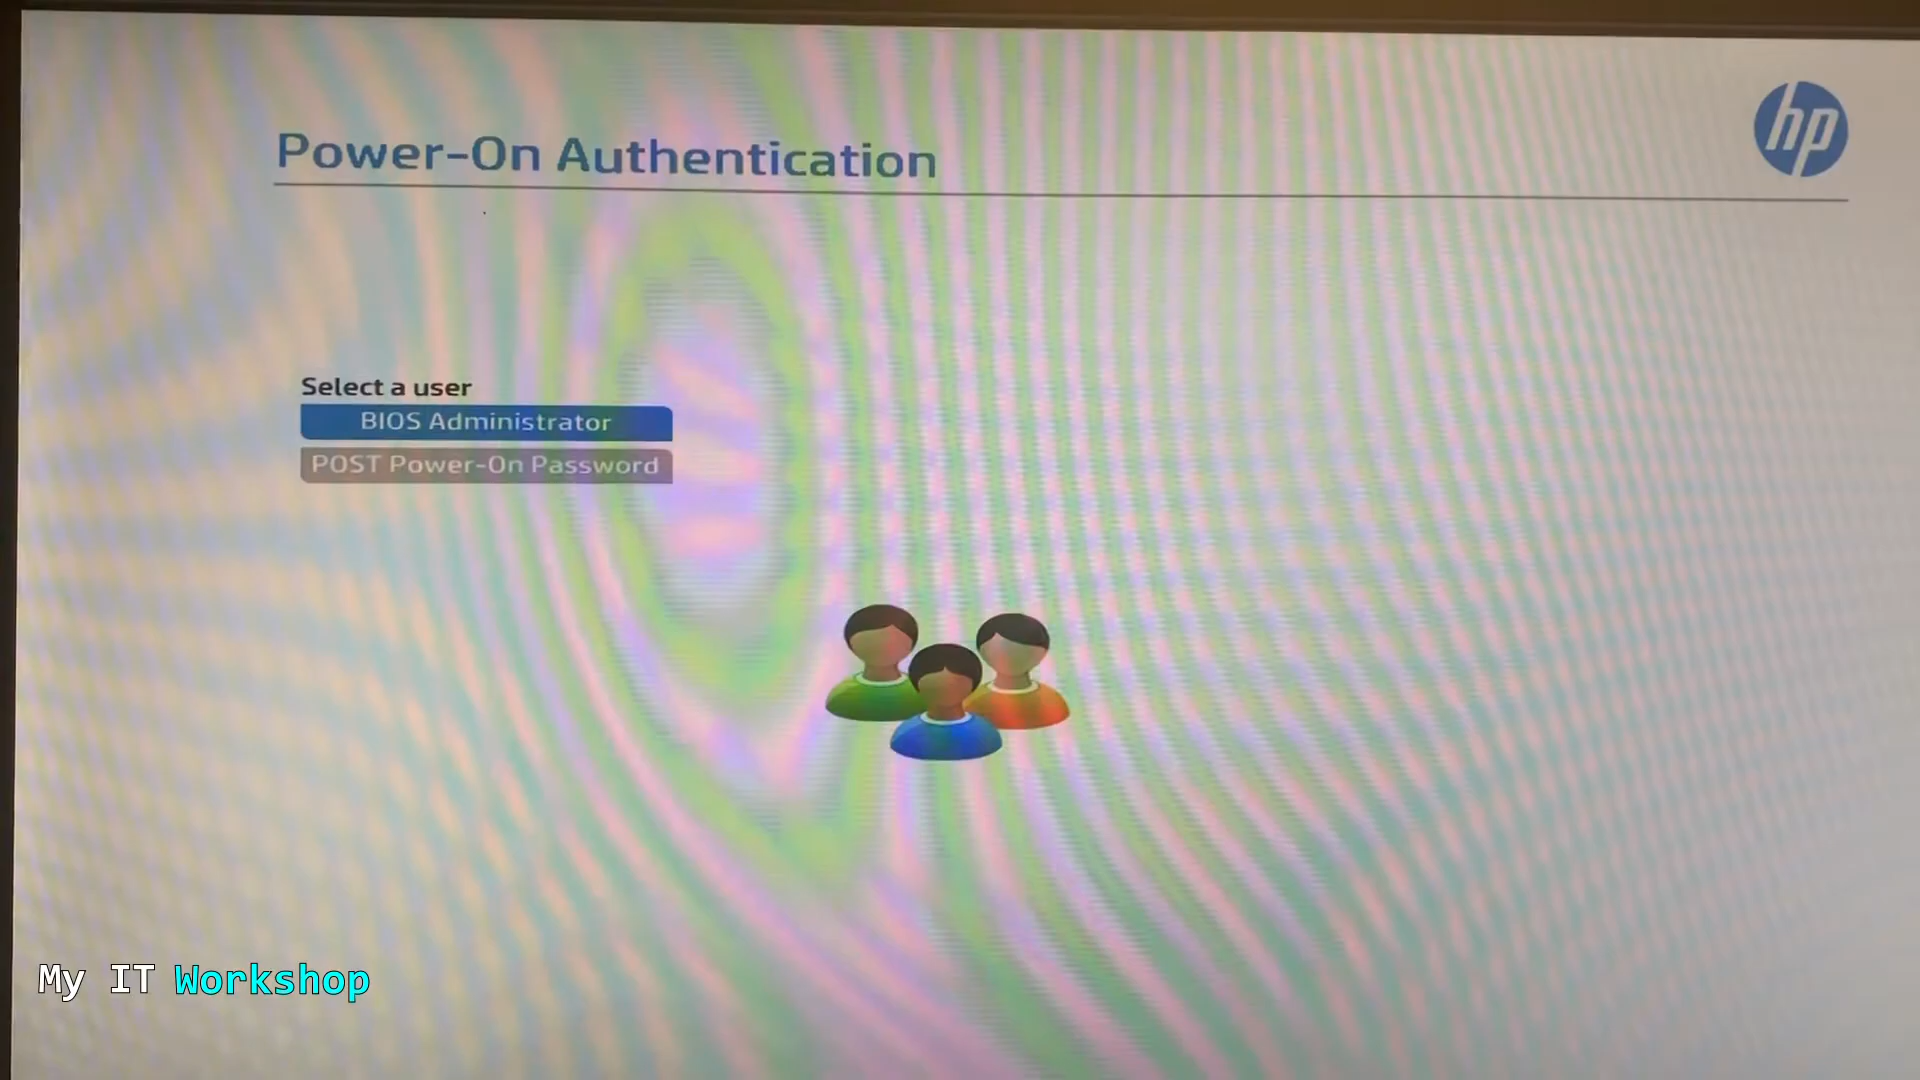 hp
Power-On Authentication
Select a user
BIOS Administrator
POST Power-On Password
My IT Workshop